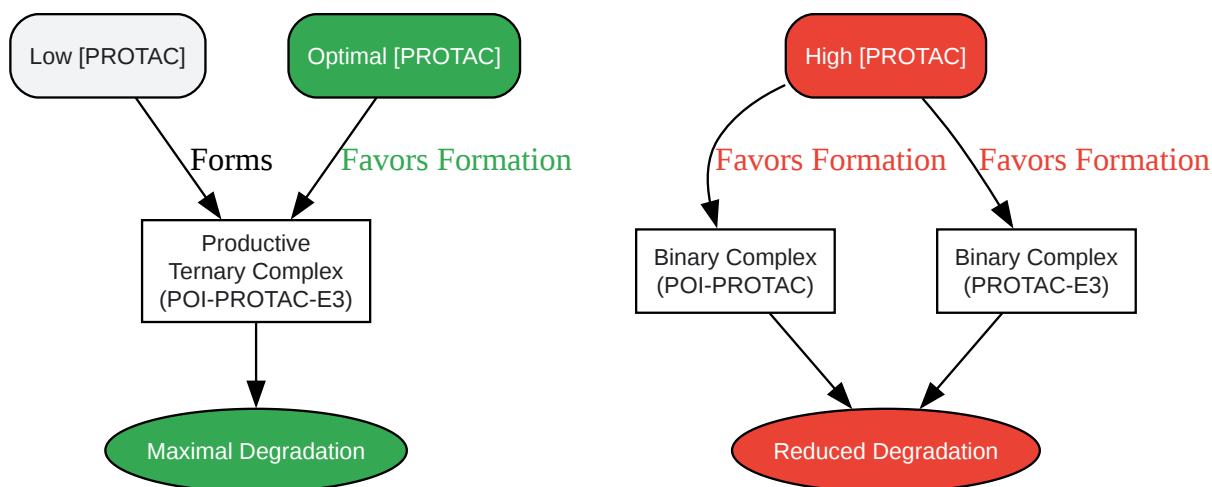 Low [PROTAC]
Optimal [PROTAC]
High [PROTAC]
Forms
Favors Formation
Favors Formation
Favors Formation
Productive
Ternary Complex
(POI-PROTAC-E3)
Binary Complex
(POI-PROTAC)
Binary Complex
(PROTAC-E3)
Maximal Degradation
Reduced Degradation